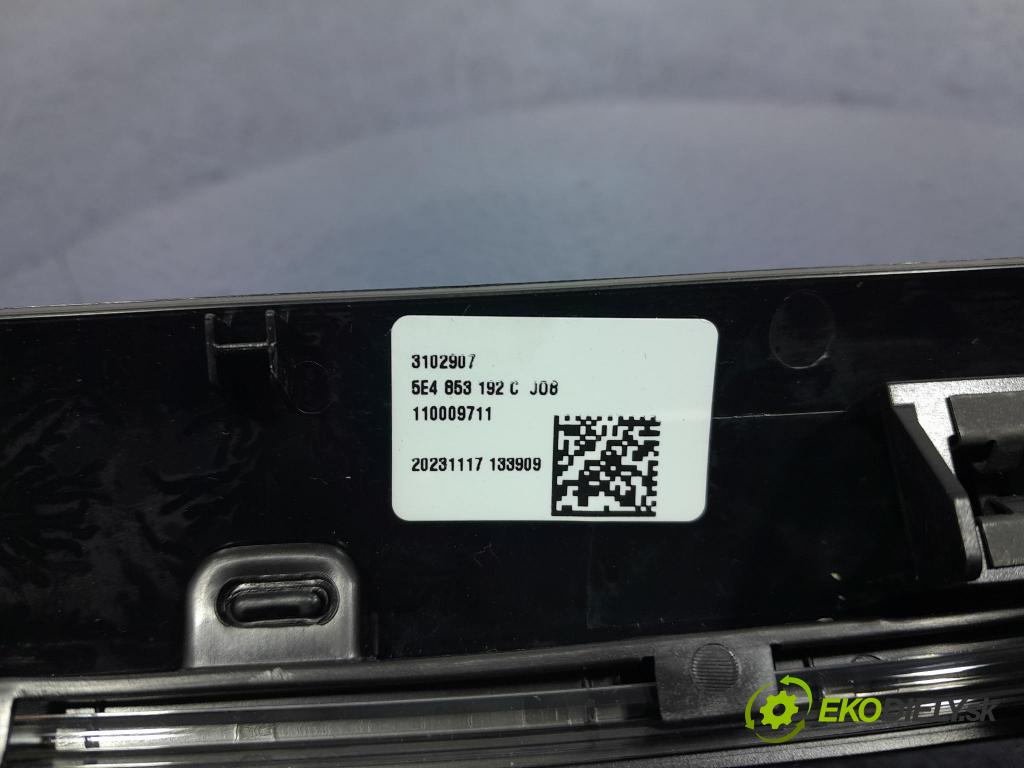 3102907
5E4 853 192 C J08
110009711
20231117 133909
EKODIELY.sk